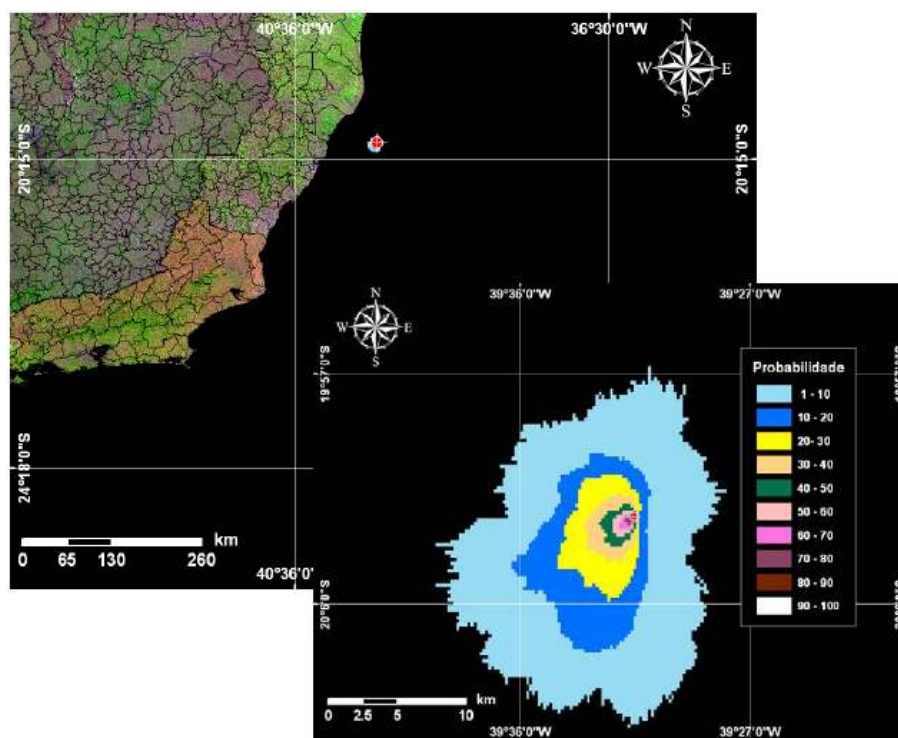 40°36'0"W 36°30'0"W
N
W E
S
20°15'0"S 20°15'0"S
24°18'0"S
km
0 65 130 260
40°36'0"W
39°36'0"W 39°27'0"W
N
W E
S
19°57'0"S
Probabilidade
1 - 10
10 - 20
20 - 30
30 - 40
40 - 50
50 - 60
60 - 70
70 - 80
80 - 90
90 - 100
20°6'0"S
km
0 2.5 5 10
39°36'0"W 39°27'0"W